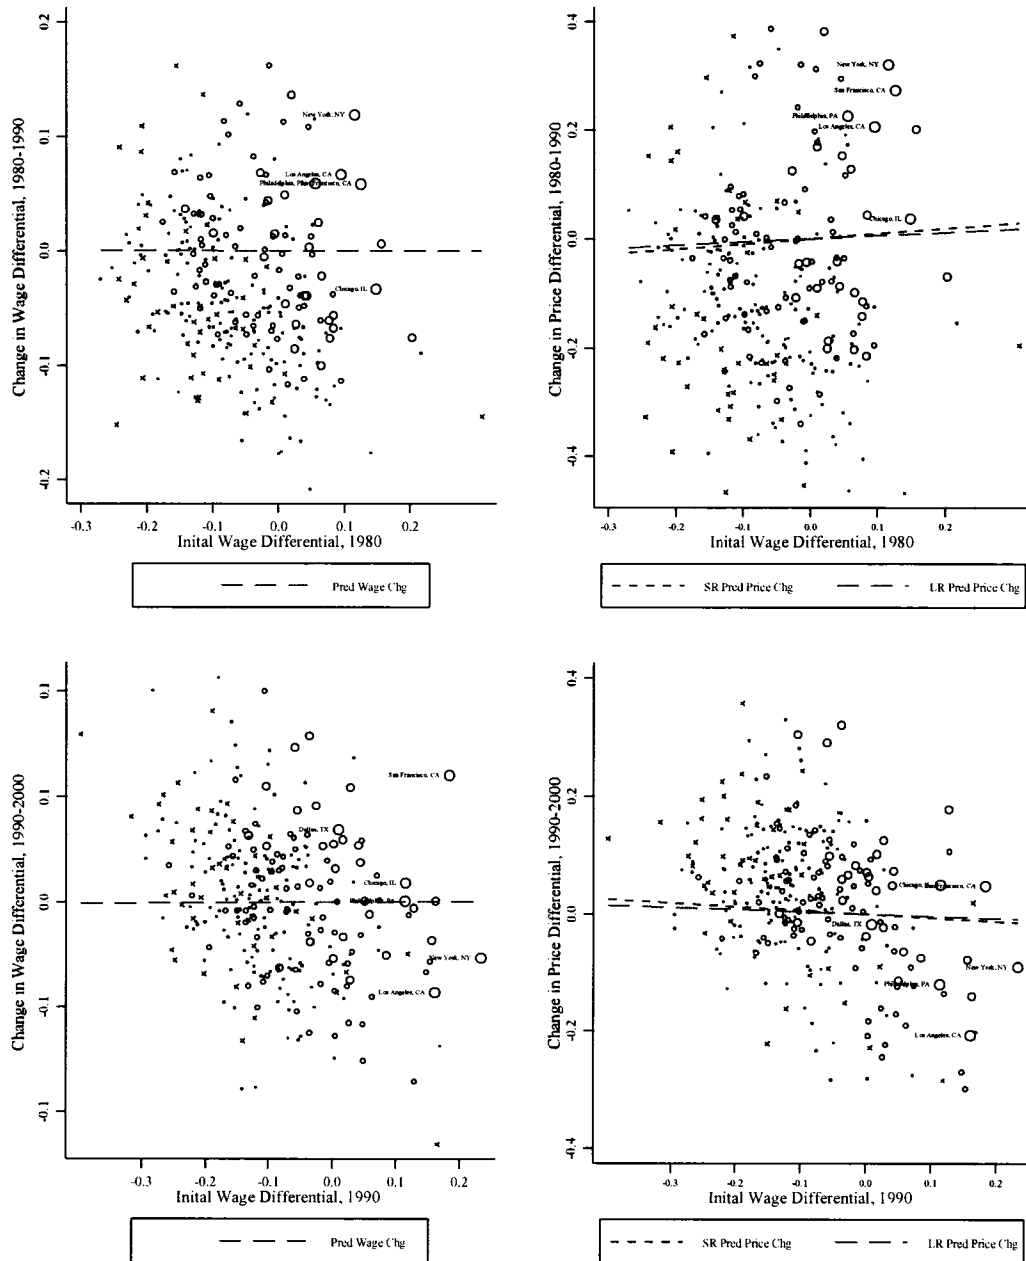 Change in Wage Differential, 1980-1990
0.2
0.1
0.0
-0.1
-0.2
New York, NY
Los Angeles, CA
Chicago, IL
-0.3 -0.2 -0.1 0.0 0.1 0.2
Inital Wage Differential, 1980
Pred Wage Chg
Change in Price Differential, 1980-1990
0.4
0.2
0.0
-0.2
-0.4
New York, NY
San Francisco, CA
Philadelphia, PA
Los Angeles, CA
Chicago, IL
-0.3 -0.2 -0.1 0.0 0.1 0.2 0.3
Inital Wage Differential, 1980
SR Pred Price Chg LR Pred Price Chg
Change in Wage Differential, 1990-2000
0.1
0.1
0.0
-0.1
-0.1
San Francisco, CA
Dallas, TX
Chicago, IL
New York, NY
Los Angeles, CA
-0.3 -0.2 -0.1 0.0 0.1 0.2
Inital Wage Differential, 1990
Pred Wage Chg
Change in Price Differential, 1990-2000
0.4
0.2
0.0
-0.2
-0.4
Chicago, IL
Francisco, CA
Dallas, TX
New York, NY
Philadelphia, PA
Los Angeles, CA
-0.4 -0.3 -0.2 -0.1 0.0 0.1 0.2
Inital Wage Differential, 1990
SR Pred Price Chg LR Pred Price Chg